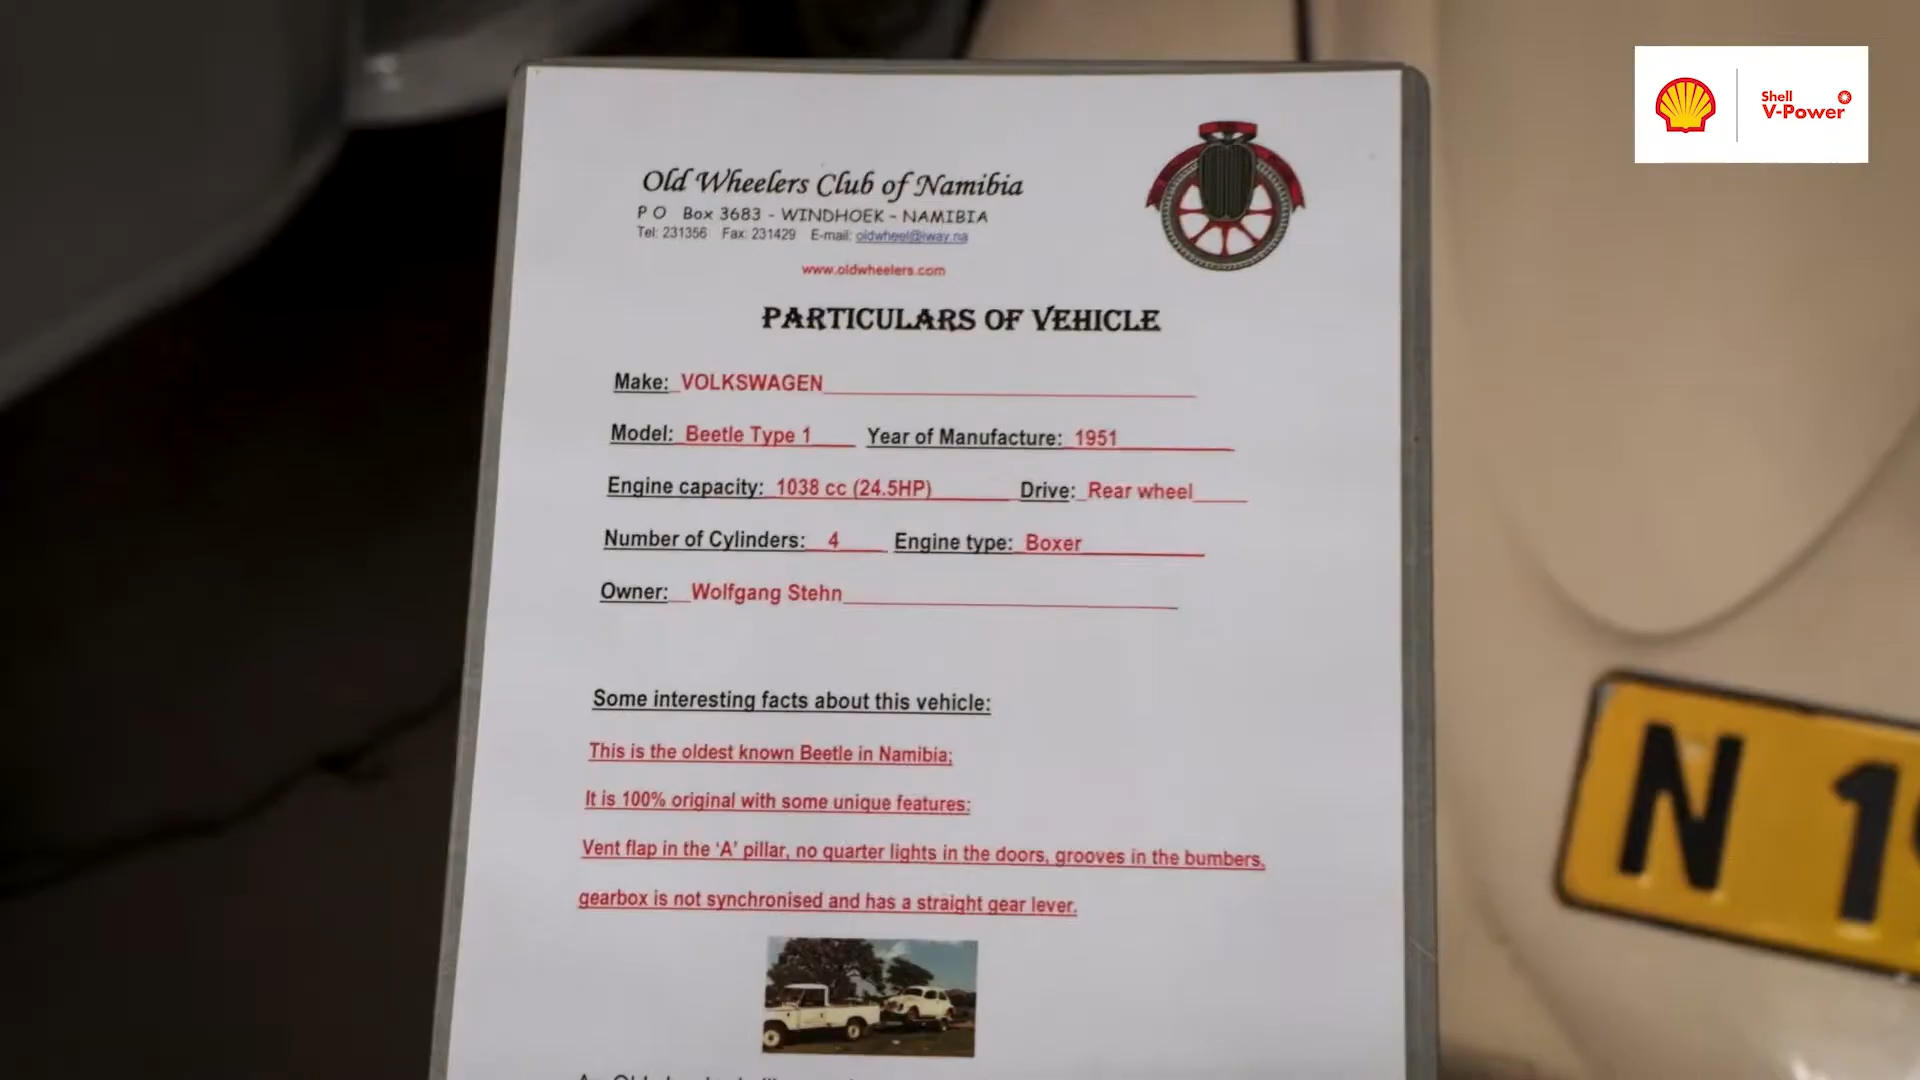 Shell
V-Power
Old Wheelers Club of Namibia
P O Box 3683 - WINDHOEK - NAMIBIA
Tel: 231356 Fax: 231429 E-mail: oldwheel@iway.na
www.oldwheelers.com
PARTICULARS OF VEHICLE
Make: VOLKSWAGEN
Model: Beetle Type 1 Year of Manufacture: 1951
Engine capacity: 1038 cc (24.5HP) Drive: Rear wheel
Number of Cylinders: 4 Engine type: Boxer
Owner: Wolfgang Stehn
Some interesting facts about this vehicle:
This is the oldest known Beetle in Namibia;
It is 100% original with some unique features:
Vent flap in the 'A' pillar, no quarter lights in the doors, grooves in the bumbers,
gearbox is not synchronised and has a straight gear lever.
N 1